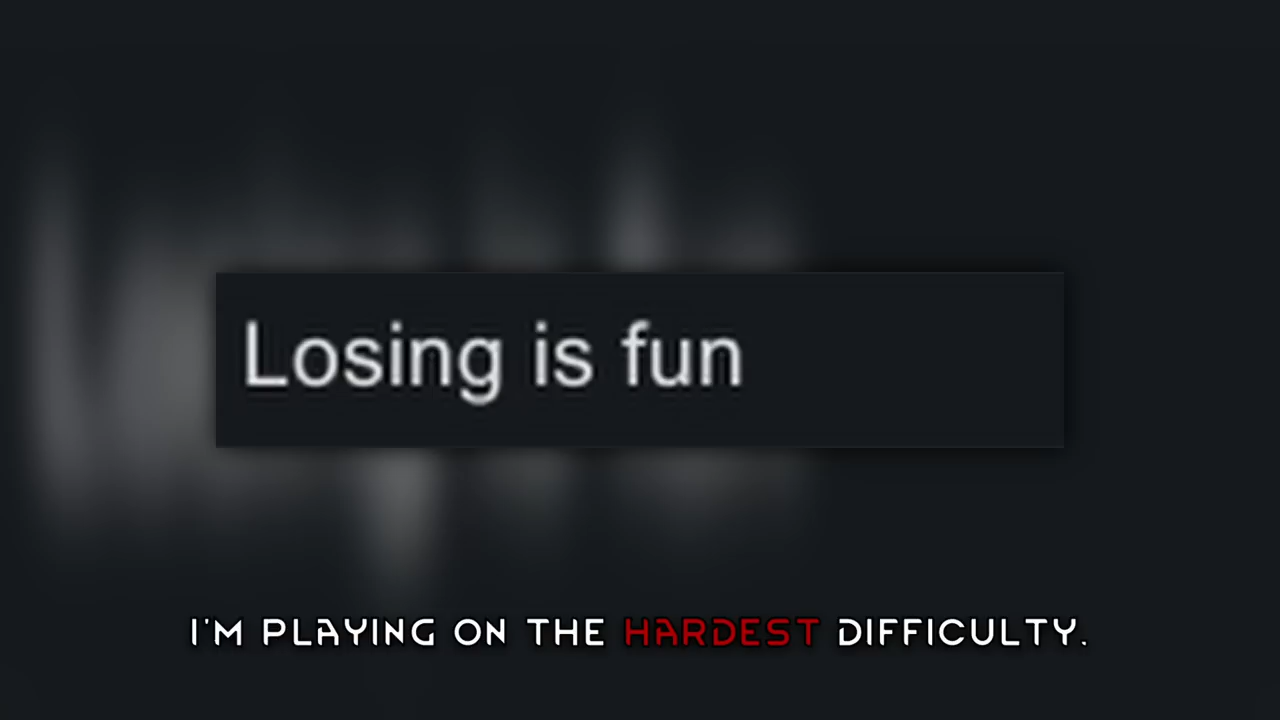 Losing is fun
I'M PLAYING ON THE HARDEST DIFFICULTY.